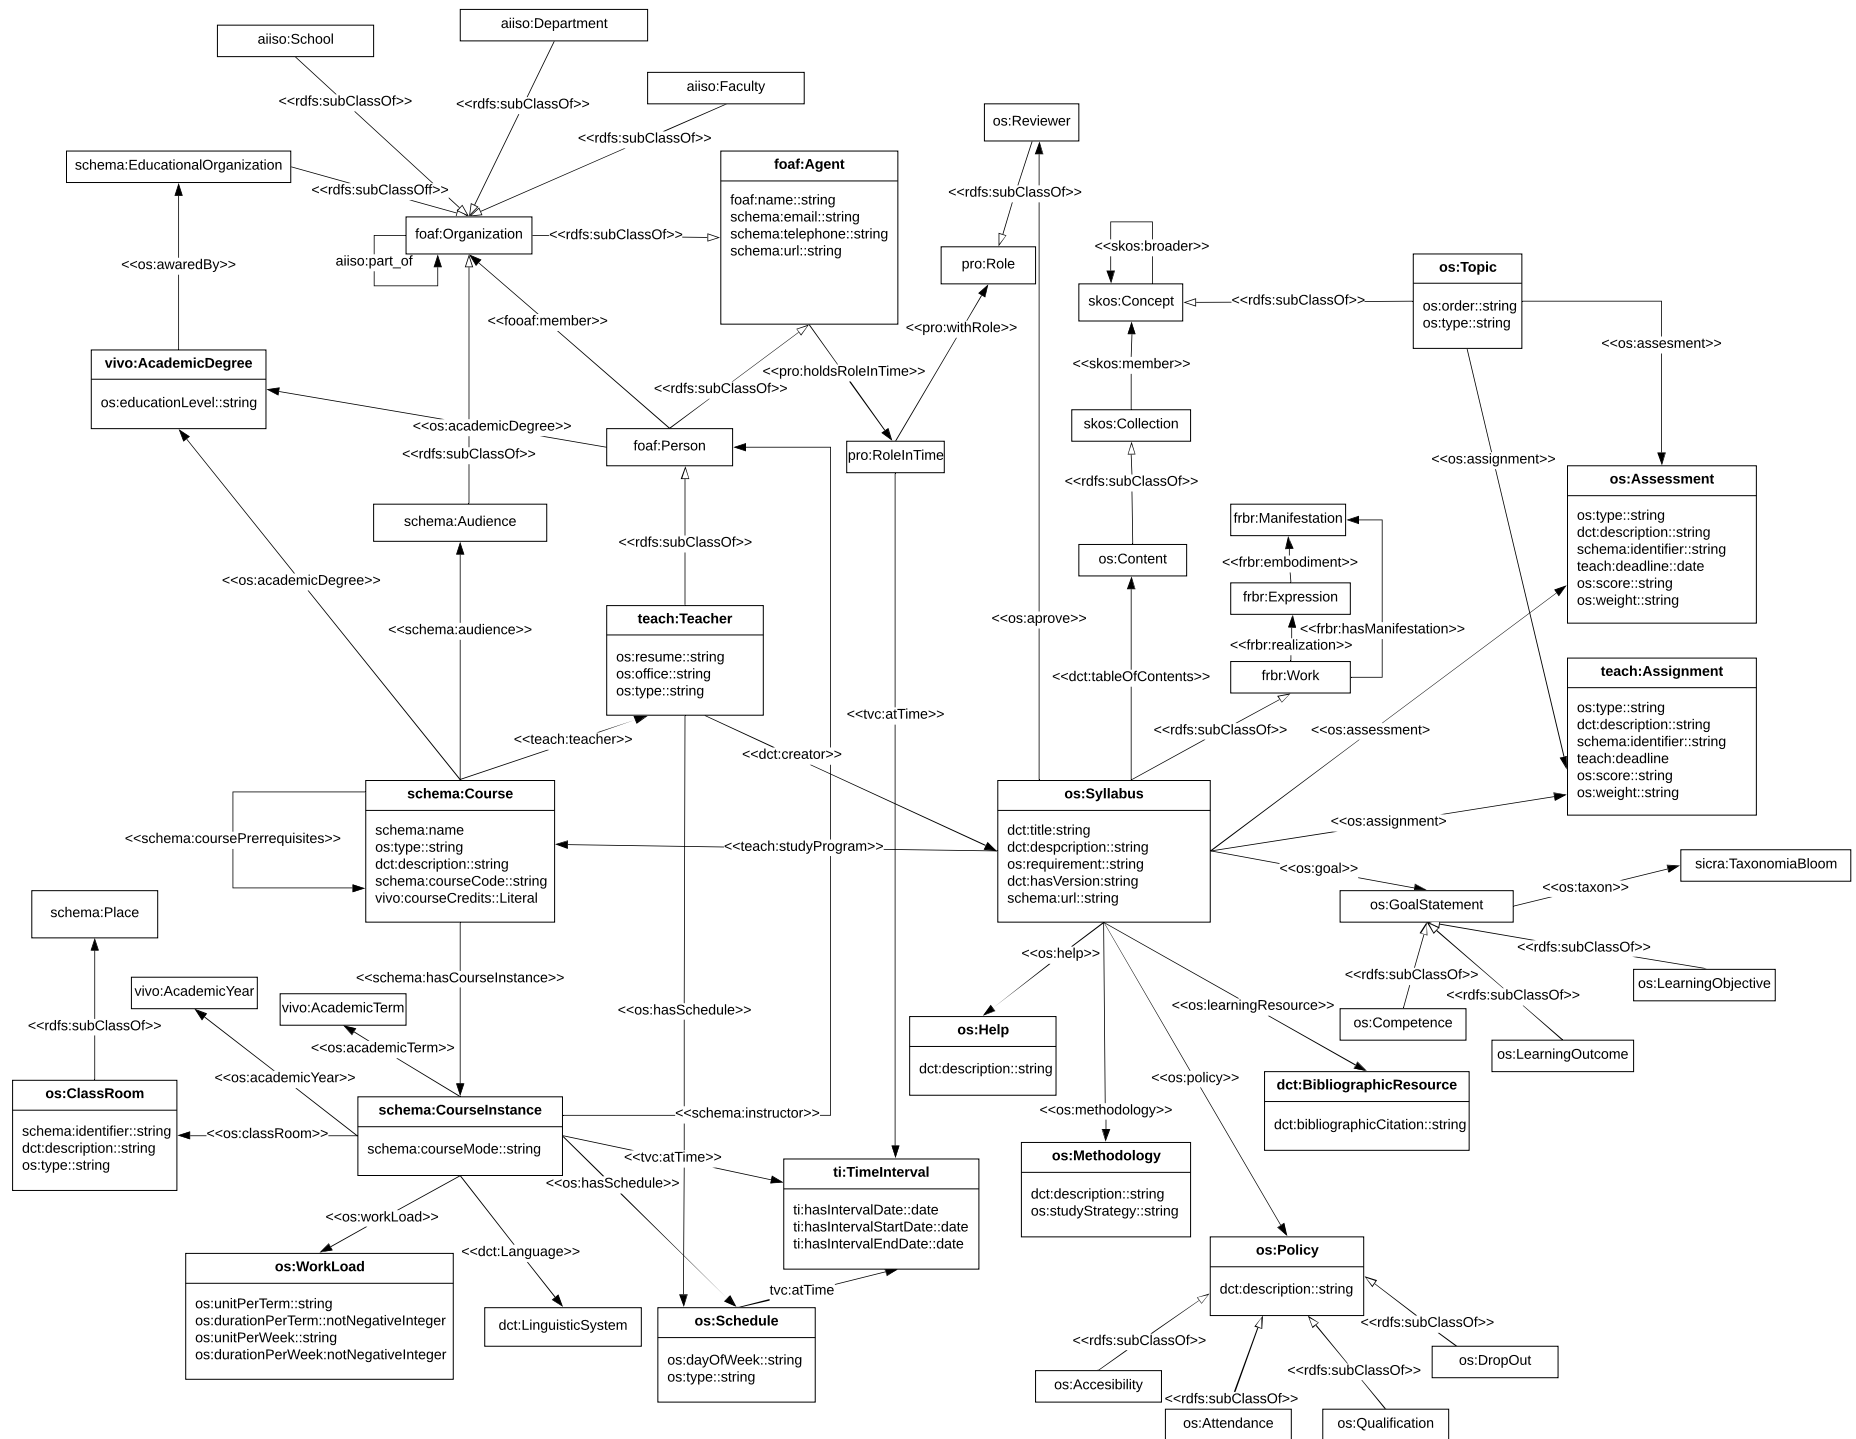 aiiso:School
aiiso:Department
aiiso:Faculty
<<rdfs:subClassOf>>
<<rdfs:subClassOf>>
<<rdfs:subClassOf>>
schema:EducationalOrganization
<<rdfs:subClassOff>>
foaf:Organization
aiiso:part_of
<<rdfs:subClassOf>>
foaf:Agent
foaf:name::string
schema:email::string
schema:telephone::string
schema:url::string
os:Reviewer
<<rdfs:subClassOf>>
pro:Role
<<pro:withRole>>
<<skos:broader>>
skos:Concept
<<rdfs:subClassOf>>
os:Topic
os:order::string
os:type::string
<<os:assesment>>
<<os:awaredBy>>
<<fooaf:member>>
<<skos:member>>
vivo:AcademicDegree
os:educationLevel::string
<<pro:holdsRoleInTime>>
<<rdfs:subClassOf>>
<<os:academicDegree>>
<<rdfs:subClassOf>>
foaf:Person
pro:RoleInTime
skos:Collection
<<os:assignment>>
<<rdfs:subClassOf>>
os:Assessment
os:type::string
dct:description::string
schema:identifier::string
teach:deadline::date
os:score::string
os:weight::string
schema:Audience
<<rdfs:subClassOf>>
os:Content
frbr:Manifestation
<<frbr:embodiment>>
frbr:Expression
<<frbr:hasManifestation>>
<<frbr:realization>>
frbr:Work
<<os:academicDegree>>
<<schema:audience>>
teach:Teacher
os:resume::string
os:office::string
os:type::string
<<os:aprove>>
<<dct:tableOfContents>>
<<rdfs:subClassOf>>
<<os:assessment>
teach:Assignment
os:type::string
dct:description::string
schema:identifier::string
teach:deadline
os:score::string
os:weight::string
<<tvc:atTime>>
<<teach:teacher>>
<<dct:creator>>
schema:Course
schema:name
os:type::string
dct:description::string
schema:courseCode::string
vivo:courseCredits::Literal
<<schema:coursePrerrequisites>>
<<teach:studyProgram>>
os:Syllabus
dct:title:string
dct:despcription::string
os:requirement::string
dct:hasVersion:string
schema:url::string
<<os:assignment>
<<os:goal>>
os:GoalStatement
<<os:taxon>>
sicra:TaxonomiaBloom
schema:Place
<<rdfs:subClassOf>>
<<rdfs:subClassOf>>
<<rdfs:subClassOf>>
os:LearningObjective
os:Competence
os:LearningOutcome
vivo:AcademicYear
<<schema:hasCourseInstance>>
vivo:AcademicTerm
<<rdfs:subClassOf>>
<<os:academicTerm>>
<<os:academicYear>>
<<os:hasSchedule>>
<<os:help>>
os:Help
dct:description::string
<<os:learningResource>>
<<os:policy>>
<<os:methodology>>
dct:BibliographicResource
dct:bibliographicCitation::string
os:ClassRoom
schema:identifier::string
dct:description::string
os:type::string
<<os:classRoom>>
schema:CourseInstance
schema:courseMode::string
<<schema:instructor>>
<<tvc:atTime>>
<<os:hasSchedule>>
ti:TimeInterval
ti:hasIntervalDate::date
ti:hasIntervalStartDate::date
ti:hasIntervalEndDate::date
os:Methodology
dct:description::string
os:studyStrategy::string
<<os:workLoad>>
<<dct:Language>>
os:WorkLoad
os:unitPerTerm::string
os:durationPerTerm::notNegativeInteger
os:unitPerWeek::string
os:durationPerWeek:notNegativeInteger
dct:LinguisticSystem
tvc:atTime
os:Schedule
os:dayOfWeek::string
os:type::string
os:Policy
dct:description::string
<<rdfs:subClassOf>>
<<rdfs:subClassOf>>
<<rdfs:subClassOf>>
<<rdfs:subClassOf>>
os:DropOut
os:Accesibility
os:Attendance
os:Qualification